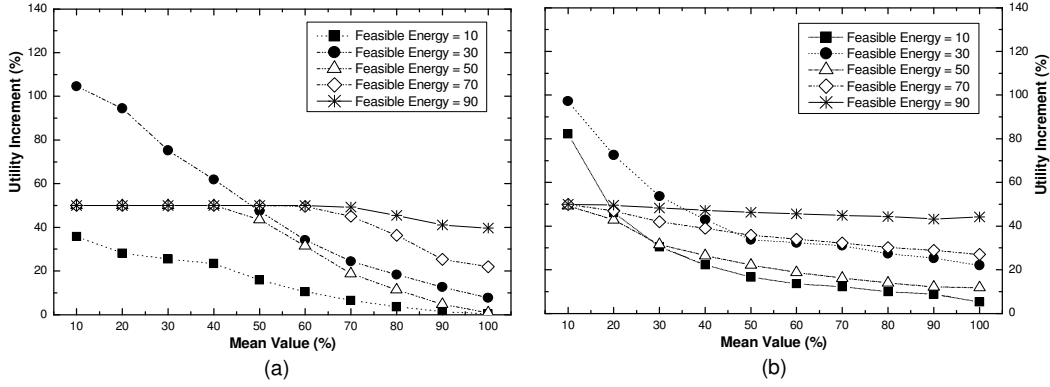 140
120
100
80
60
40
20
0
Utility Increment (%)
Feasible Energy = 10
Feasible Energy = 30
Feasible Energy = 50
Feasible Energy = 70
Feasible Energy = 90
10 20 30 40 50 60 70 80 90 100
Mean Value (%)
(a)
Feasible Energy = 10
Feasible Energy = 30
Feasible Energy = 50
Feasible Energy = 70
Feasible Energy = 90
140
120
100
80
60
40
20
0
Utility Increment (%)
10 20 30 40 50 60 70 80 90 100
Mean Value (%)
(b)